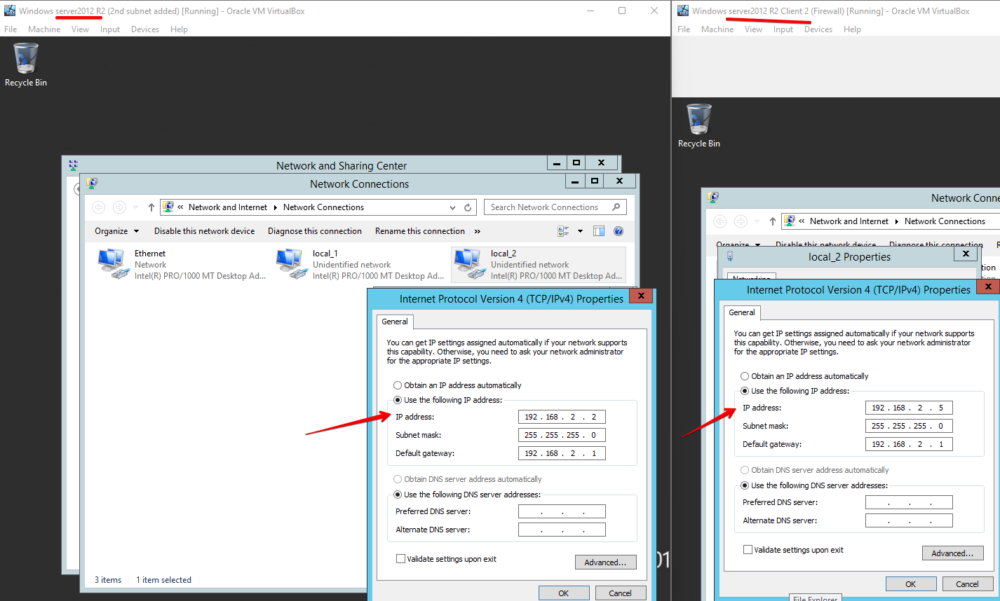 Windows server2012 R2 (2nd subnet added) [Running] - Oracle VM VirtualBox
File Machine View Input Devices Help
Recycle Bin
Network and Sharing Center
Network Connections
« Network and Internet Network Connections
Search Network Connections
Organize Disable this network device Diagnose this connection Rename this connection »
Ethernet
Network
Intel(R) PRO/1000 MT Desktop Ad...
local_1
Unidentified network
Intel(R) PRO/1000 MT Desktop Ad...
local_2
Unidentified network
Intel(R) PRO/1000 MT Desktop Ad...
3 items 1 item selected
Internet Protocol Version 4 (TCP/IPv4) Properties
General
You can get IP settings assigned automatically if your network supports
this capability. Otherwise, you need to ask your network administrator
for the appropriate IP settings.
Obtain an IP address automatically
Use the following IP address:
IP address: 192 . 168 . 2 . 2
Subnet mask: 255 . 255 . 255 . 0
Default gateway: 192 . 168 . 2 . 1
Obtain DNS server address automatically
Use the following DNS server addresses:
Preferred DNS server: . . .
Alternate DNS server: . . .
Validate settings upon exit
Advanced...
OK Cancel
01
Windows server2012 R2 Client 2 (Firewall) [Running] - Oracle VM VirtualBox
File Machine View Input Devices Help
Recycle Bin
Network Conne
« Network and Internet Network Connections
Organize Disable this network device Diagnose this connection
local_2 Properties
Networking
Internet Protocol Version 4 (TCP/IPv4) Properties
General
You can get IP settings assigned automatically if your network supports
this capability. Otherwise, you need to ask your network administrator
for the appropriate IP settings.
Obtain an IP address automatically
Use the following IP address:
IP address: 192 . 168 . 2 . 5
Subnet mask: 255 . 255 . 255 . 0
Default gateway: 192 . 168 . 2 . 1
Obtain DNS server address automatically
Use the following DNS server addresses:
Preferred DNS server: . . .
Alternate DNS server: . . .
Validate settings upon exit
Advanced...
OK Cancel
File Explorer